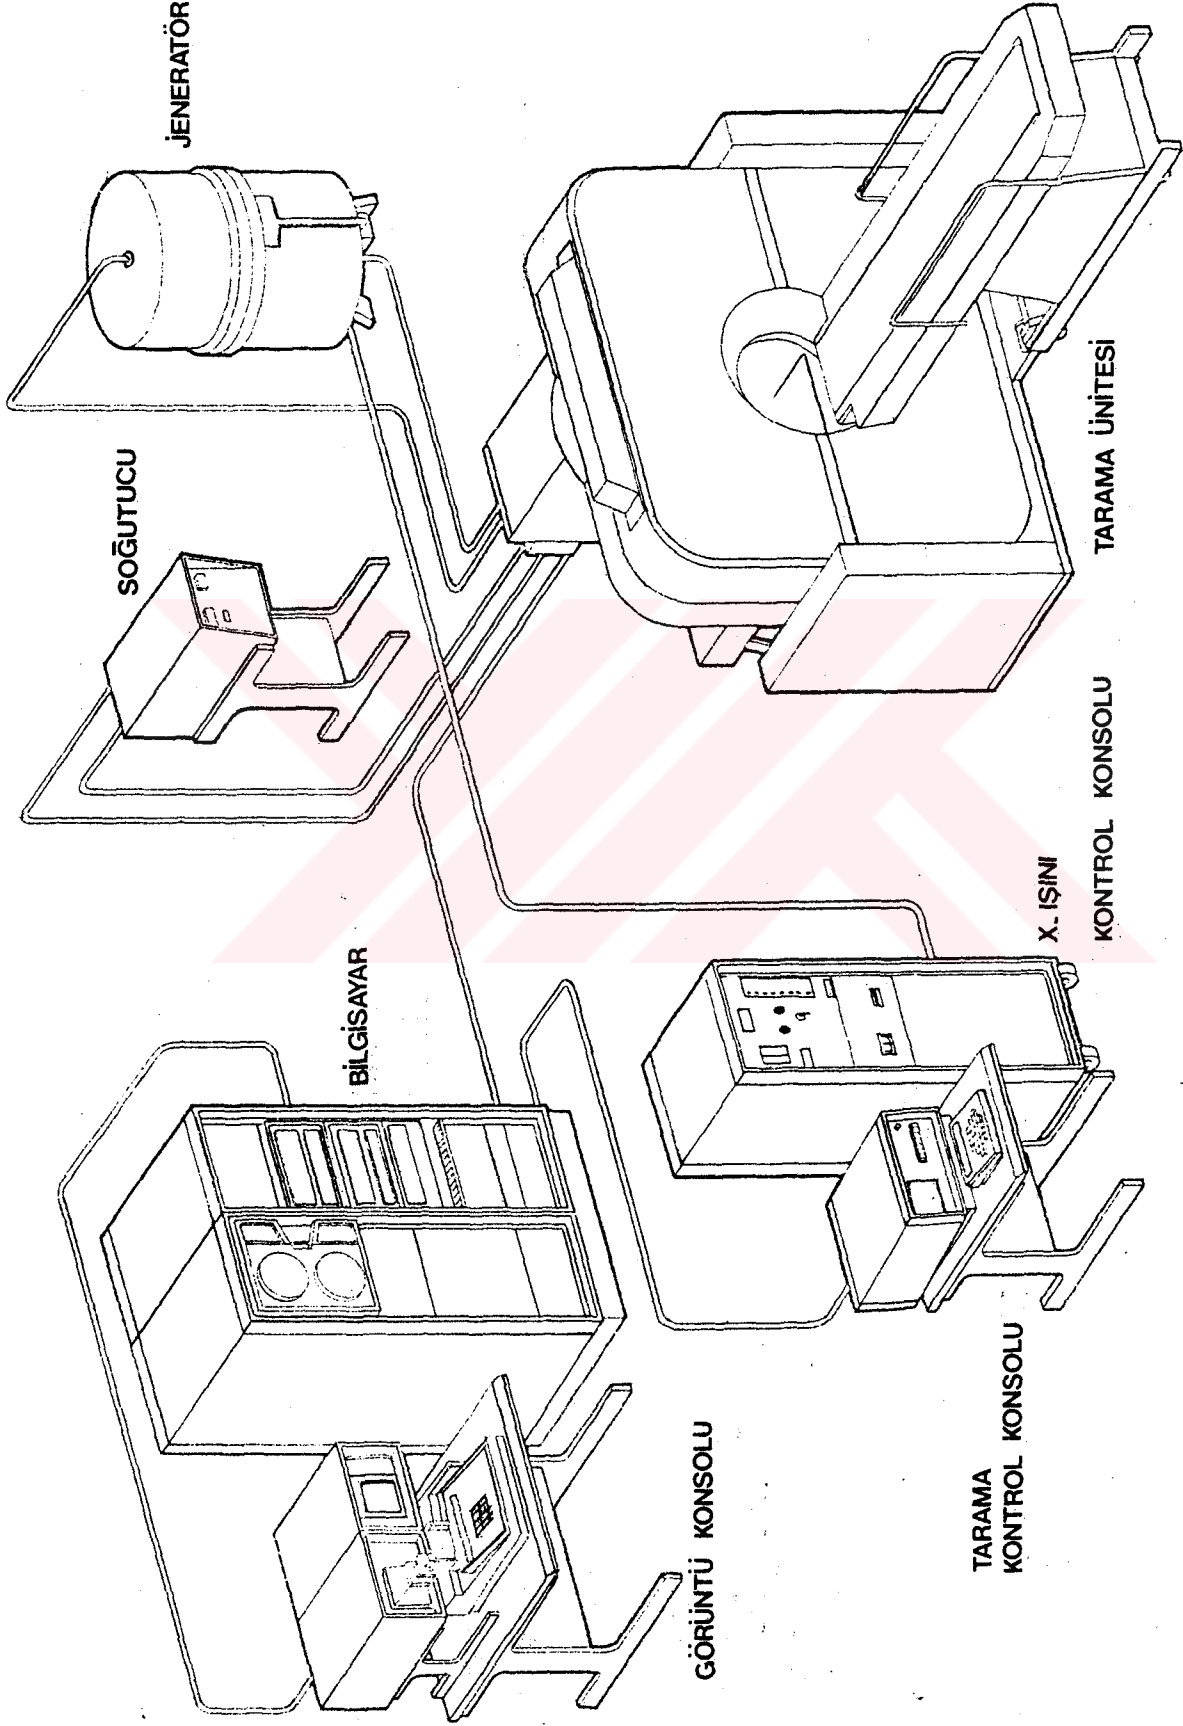 JENERATÖR
SOĞUTUCU
BİLGİSAYAR
GÖRÜNTÜ KONSOLU
TARAMA ÜNİTESİ
X-IŞINI
KONTROL KONSOLU
TARAMA
KONTROL KONSOLU